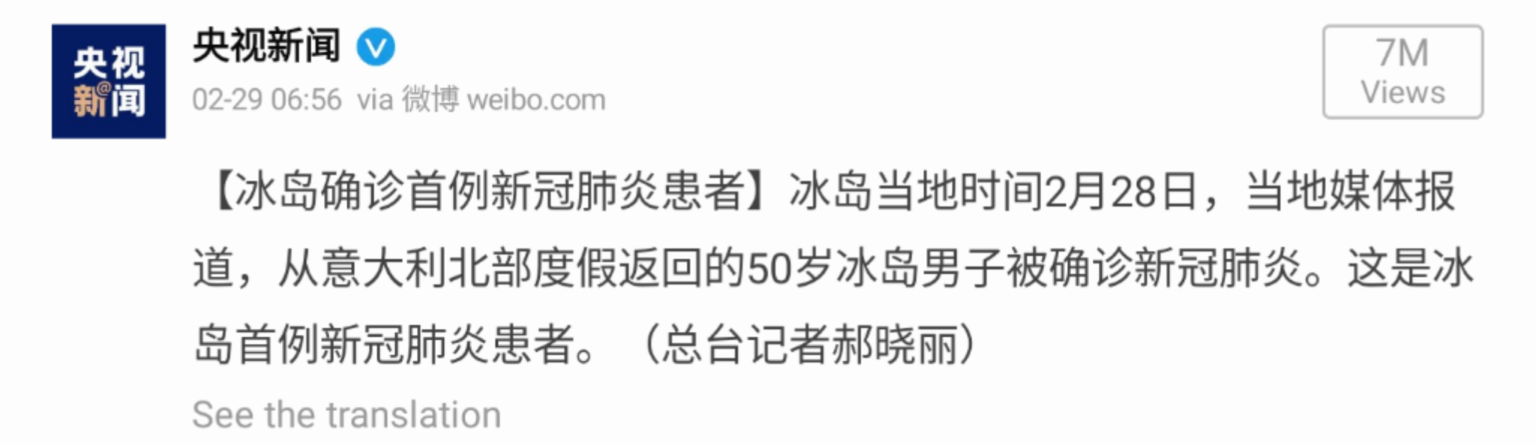 央视
新@闻
央视新闻
02-29 06:56 via 微博 weibo.com
7M
Views
【冰岛确诊首例新冠肺炎患者】冰岛当地时间2月28日，当地媒体报
道，从意大利北部度假返回的50岁冰岛男子被确诊新冠肺炎。这是冰
岛首例新冠肺炎患者。（总台记者郝晓丽）
See the translation